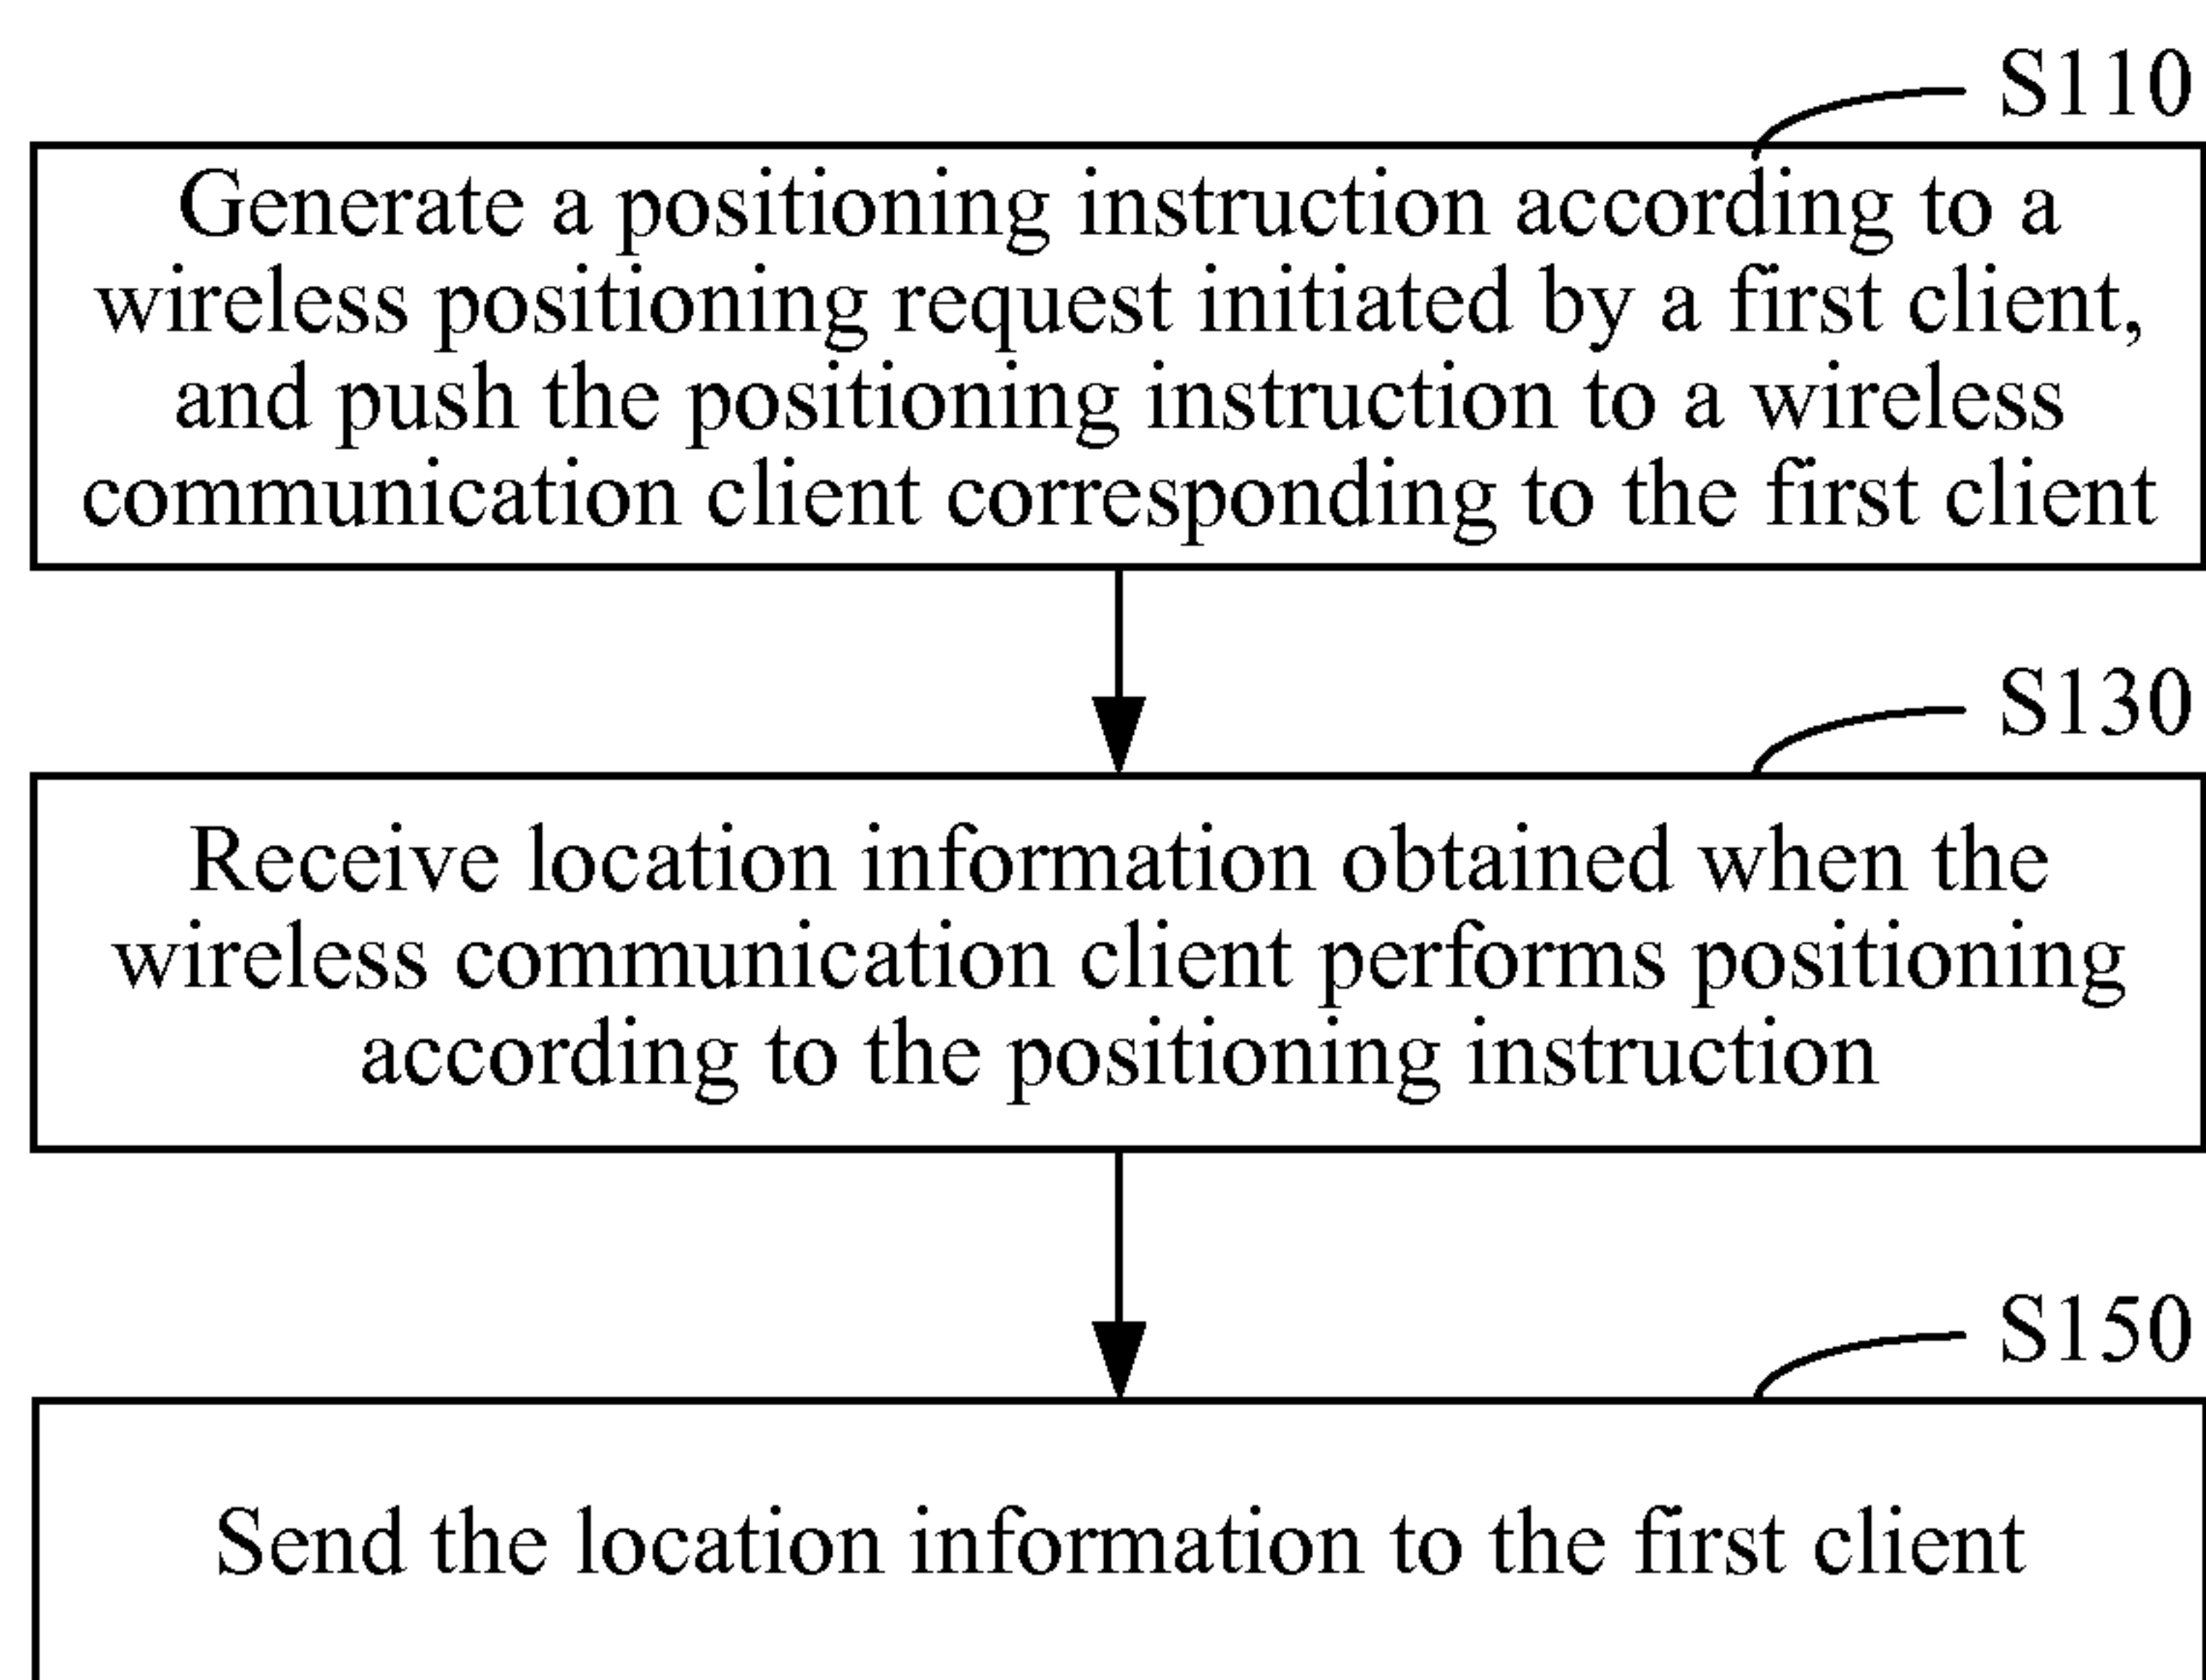 S110
Generate a positioning instruction according to a
wireless positioning request initiated by a first client,
and push the positioning instruction to a wireless
communication client corresponding to the first client
S130
Receive location information obtained when the
wireless communication client performs positioning
according to the positioning instruction
S150
Send the location information to the first client